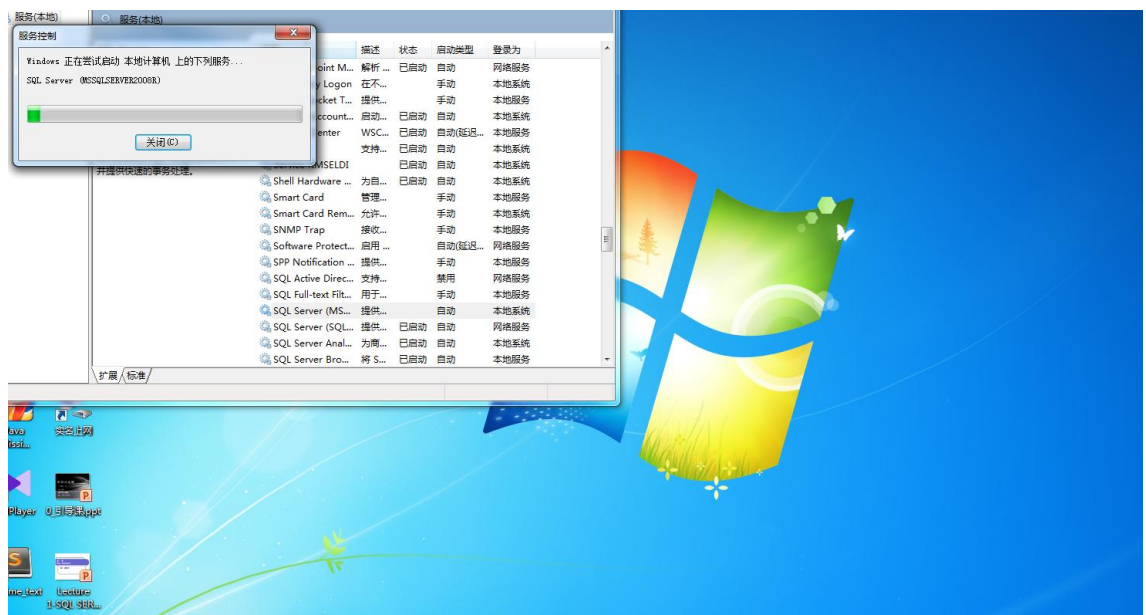 服务(本地)
服务(本地)
服务控制
Windows 正在尝试启动 本地计算机 上的下列服务...
SQL Server (MSSQLSERVER2008R)
关闭(C)
并提供快速的事务处理。
描述 状态 启动类型 登录为
oint M... 解析 ... 已启动 自动 网络服务
y Logon 在不... 手动 本地系统
cket T... 提供... 手动 本地服务
ccount... 启动... 已启动 自动 本地系统
enter WSC... 已启动 自动(延迟... 本地服务
支持... 已启动 自动 本地系统
MSELDI 已启动 自动 本地系统
Shell Hardware ... 为自... 已启动 自动 本地系统
Smart Card 管理... 手动 本地服务
Smart Card Rem... 允许... 手动 本地系统
SNMP Trap 接收... 手动 本地服务
Software Protect... 启用 ... 自动(延迟... 网络服务
SPP Notification ... 提供... 手动 本地服务
SQL Active Direc... 支持... 禁用 网络服务
SQL Full-text Filt... 用于... 手动 本地服务
SQL Server (MS... 提供... 自动 本地系统
SQL Server (SQL... 提供... 已启动 自动 网络服务
SQL Server Anal... 为商... 已启动 自动 本地系统
SQL Server Bro... 将 S... 已启动 自动 本地服务
扩展 标准
ava
issi...
实名上网
Player
0_引导课.ppt
me_text
Lecture
1-SQL SER...